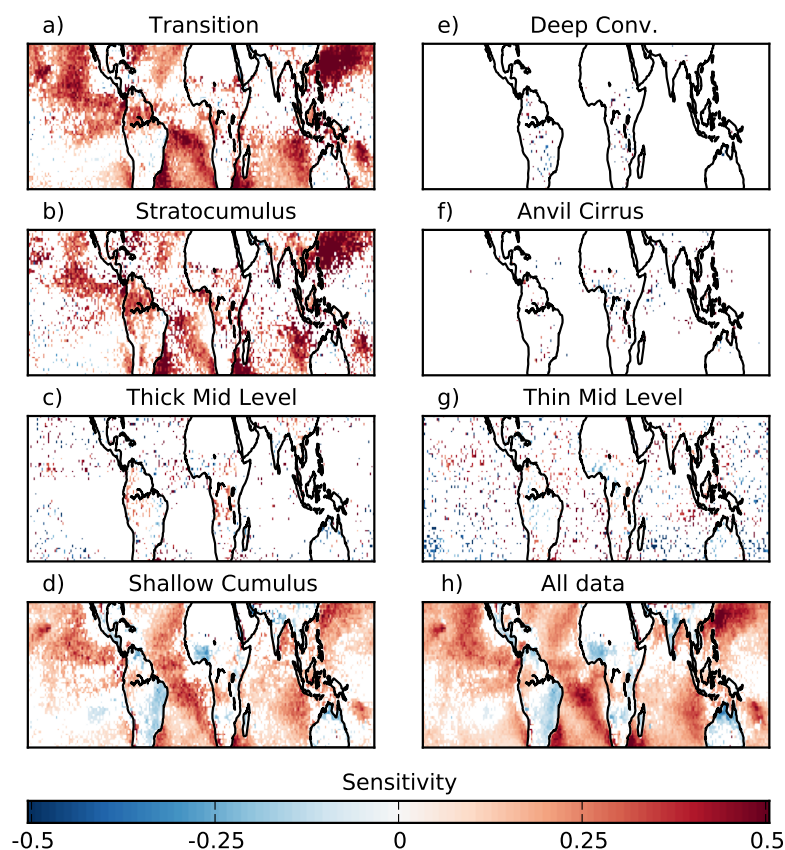 a) Transition
e) Deep Conv.
b) Stratocumulus
f) Anvil Cirrus
c) Thick Mid Level
g) Thin Mid Level
d) Shallow Cumulus
h) All data
Sensitivity
-0.5 -0.25 0 0.25 0.5